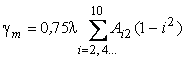 γₘ = 0,75λ ∑_{i=2, 4...}^{10} A_{i2} (1 - i²)